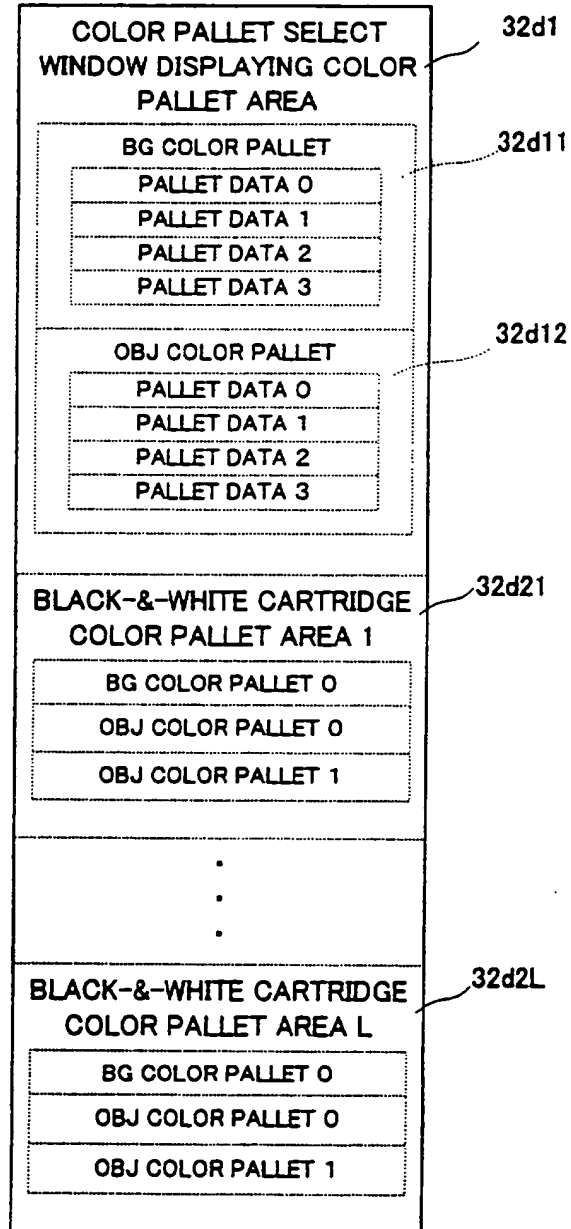 COLOR PALLET SELECT
WINDOW DISPLAYING COLOR
PALLET AREA
32d1
BG COLOR PALLET
32d11
PALLET DATA 0
PALLET DATA 1
PALLET DATA 2
PALLET DATA 3
OBJ COLOR PALLET
32d12
PALLET DATA 0
PALLET DATA 1
PALLET DATA 2
PALLET DATA 3
BLACK-&-WHITE CARTRIDGE
COLOR PALLET AREA 1
32d21
BG COLOR PALLET 0
OBJ COLOR PALLET 0
OBJ COLOR PALLET 1
BLACK-&-WHITE CARTRIDGE
COLOR PALLET AREA L
32d2L
BG COLOR PALLET 0
OBJ COLOR PALLET 0
OBJ COLOR PALLET 1